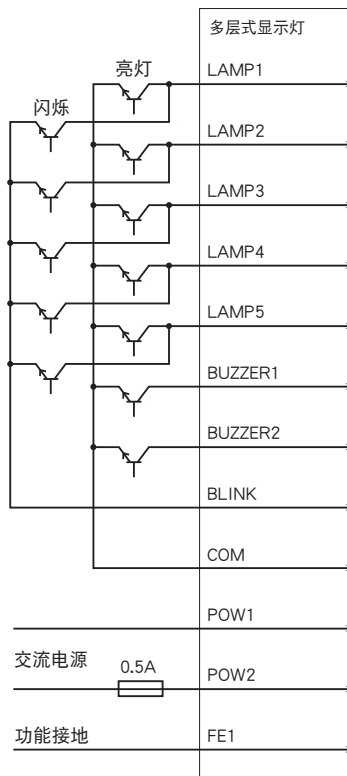 多层式显示灯
亮灯
LAMP1
闪烁
LAMP2
LAMP3
LAMP4
LAMP5
BUZZER1
BUZZER2
BLINK
COM
POW1
交流电源
0.5A
POW2
功能接地
FE1